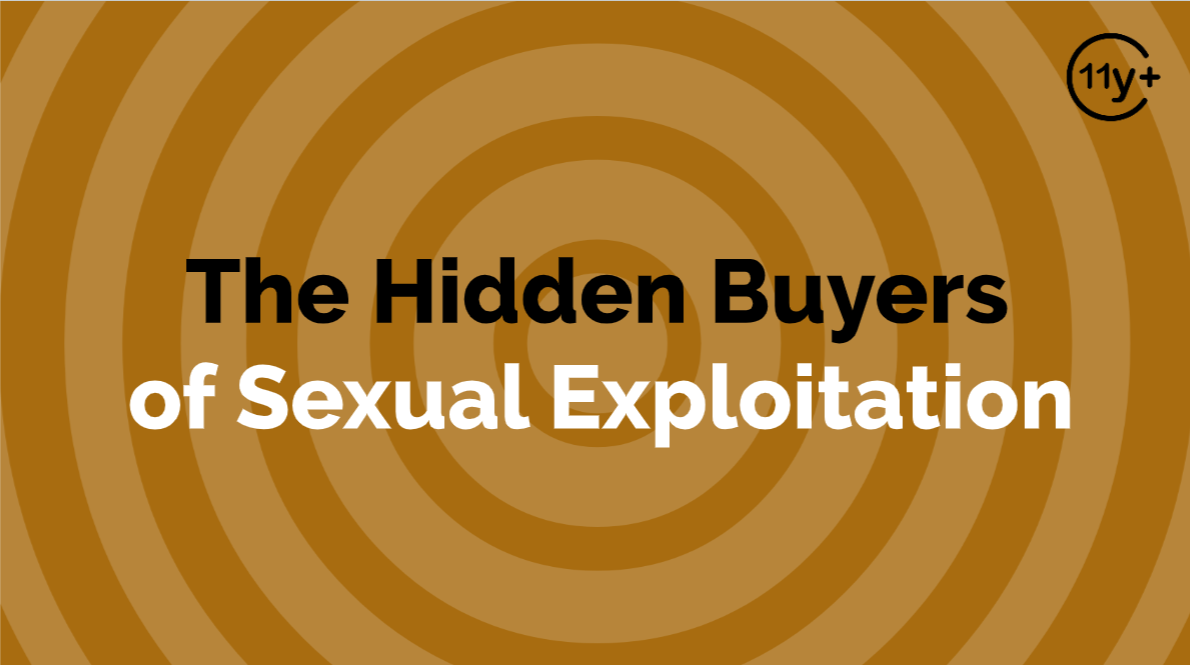 11y+
The Hidden Buyers
of Sexual Exploitation